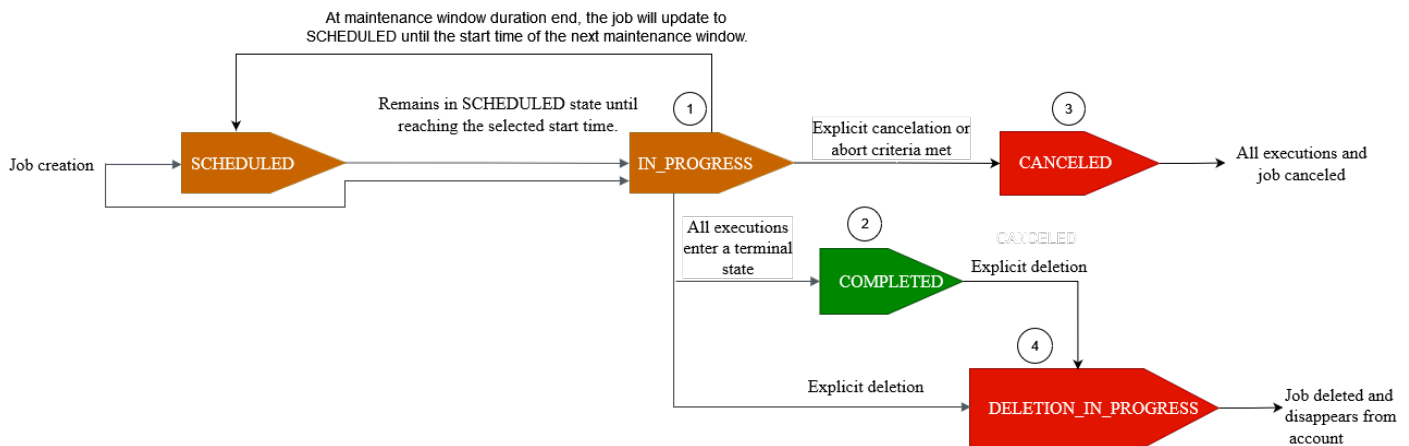 At maintenance window duration end, the job will update to
SCHEDULED until the start time of the next maintenance window.
Remains in SCHEDULED state until
reaching the selected start time.
1
3
Job creation
SCHEDULED
IN_PROGRESS
Explicit cancelation or
abort criteria met
CANCELED
All executions and
job canceled
All executions
enter a terminal
state
2
CANCELED
COMPLETED
Explicit deletion
4
Explicit deletion
DELETION_IN_PROGRESS
Job deleted and
disappears from
account